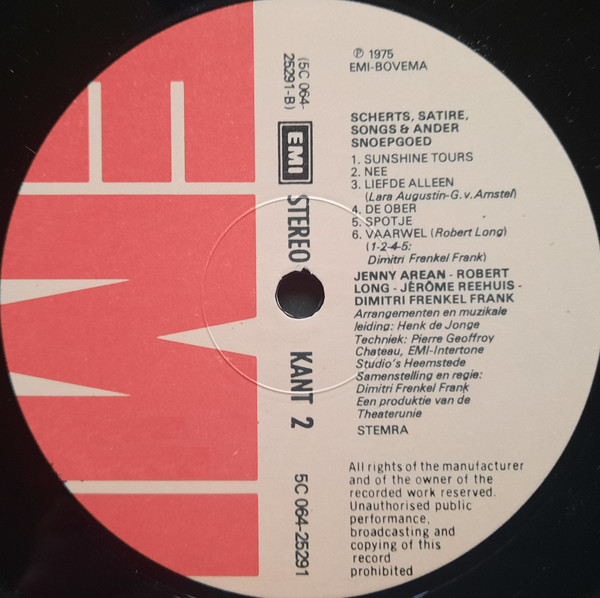 ℗ 1975
EMI-BOVEMA
(5C 064-
25291-B)
EMI
STEREO
KANT 2
5C 064-25291
SCHERTS, SATIRE,
SONGS & ANDER
SNOEPGOED
1. SUNSHINE TOURS
2. NEE
3. LIEFDE ALLEEN
(Lara Augustin-G.v.Amstel)
4. DE OBER
5. SPOTJE
6. VAARWEL (Robert Long)
(1-2-4-5:
Dimitri Frenkel Frank)
JENNY AREAN - ROBERT
LONG - JÉRÔME REEHUIS -
DIMITRI FRENKEL FRANK
Arrangementen en muzikale
leiding: Henk de Jonge
Techniek: Pierre Geoffroy
Chateau, EMI-Intertone
Studio's Heemstede
Samenstelling en regie:
Dimitri Frenkel Frank
Een produktie van de
Theaterunie
STEMRA
All rights of the manufacturer
and of the owner of the
recorded work reserved.
Unauthorised public
performance,
broadcasting and
copying of this
record
prohibited
EMI